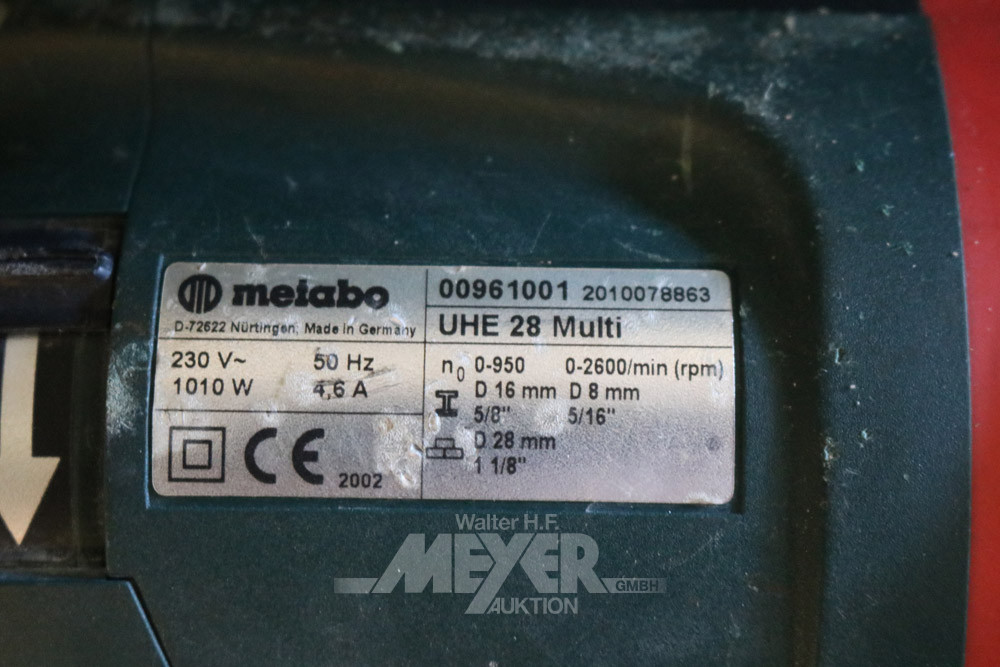 metabo
D-72622 Nürtingen, Made in Germany
00961001 2010078863
UHE 28 Multi
230 V~ 50 Hz
1010 W 4,6 A
n0 0-950 0-2600/min (rpm)
D 16 mm D 8 mm
5/8" 5/16"
D 28 mm
1 1/8"
CE 2002
Walter H.F.
MEYER
GMBH
AUKTION